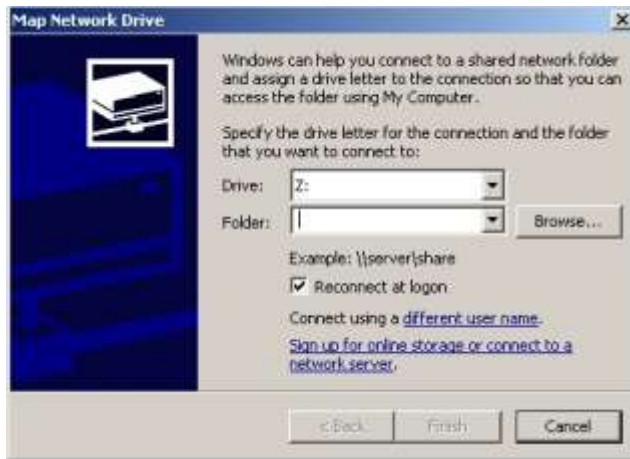 Map Network Drive
Windows can help you connect to a shared network folder
and assign a drive letter to the connection so that you can
access the folder using My Computer.
Specify the drive letter for the connection and the folder
that you want to connect to:
Drive: Z:
Folder: Browse...
Example: \\server\share
Reconnect at logon
Connect using a different user name.
Sign up for online storage or connect to a
network server.
< Back Finish Cancel